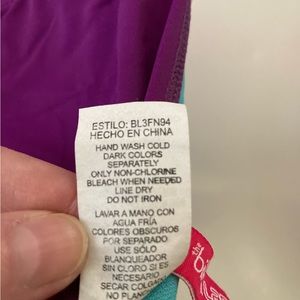 ESTILO: BL3FN94
HECHO EN CHINA
HAND WASH COLD
DARK COLORS
SEPARATELY
ONLY NON-CHLORINE
BLEACH WHEN NEEDED
LINE DRY
DO NOT IRON
LAVAR A MANO CON
AGUA FRIA
COLORES OBSCUROS
POR SEPARADO
USE SÓLO
BLANQUEADOR
SIN CLORO SI ES
NECESARIO
SECAR COLGADO
NO
the